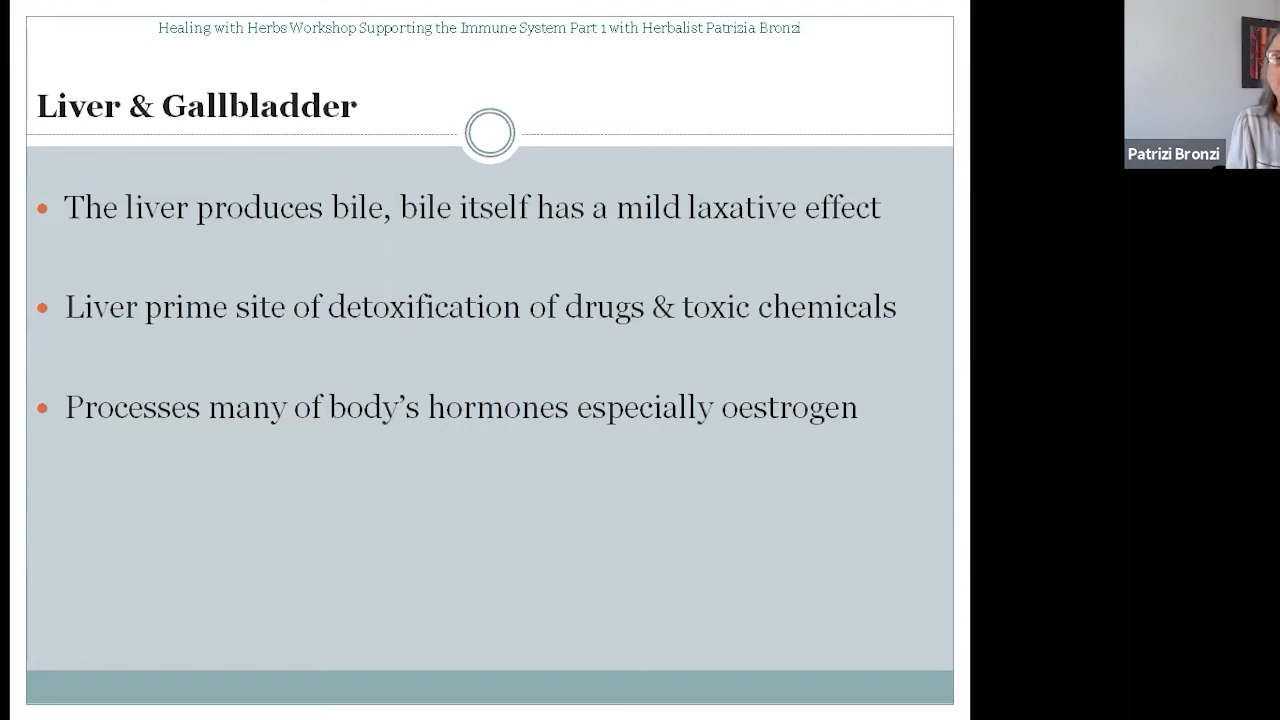 Healing with Herbs Workshop Supporting the Immune System Part 1 with Herbalist Patrizia Bronzi
Liver & Gallbladder
• The liver produces bile, bile itself has a mild laxative effect
• Liver prime site of detoxification of drugs & toxic chemicals
• Processes many of body’s hormones especially oestrogen
Patrizi Bronzi